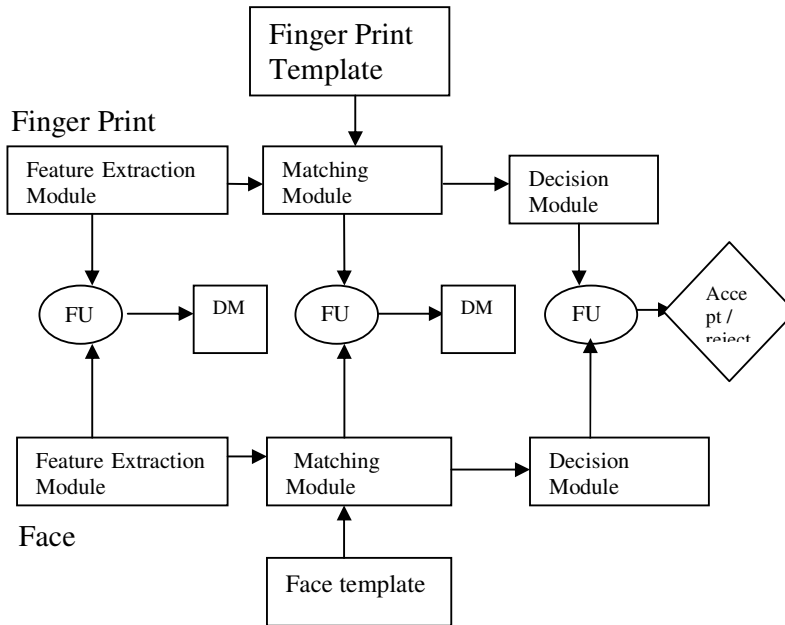 Finger Print
Template
Finger Print
Feature Extraction
Module
Matching
Module
Decision
Module
FU
DM
FU
DM
FU
Acce
pt /
reject
Feature Extraction
Module
Matching
Module
Decision
Module
Face
Face template